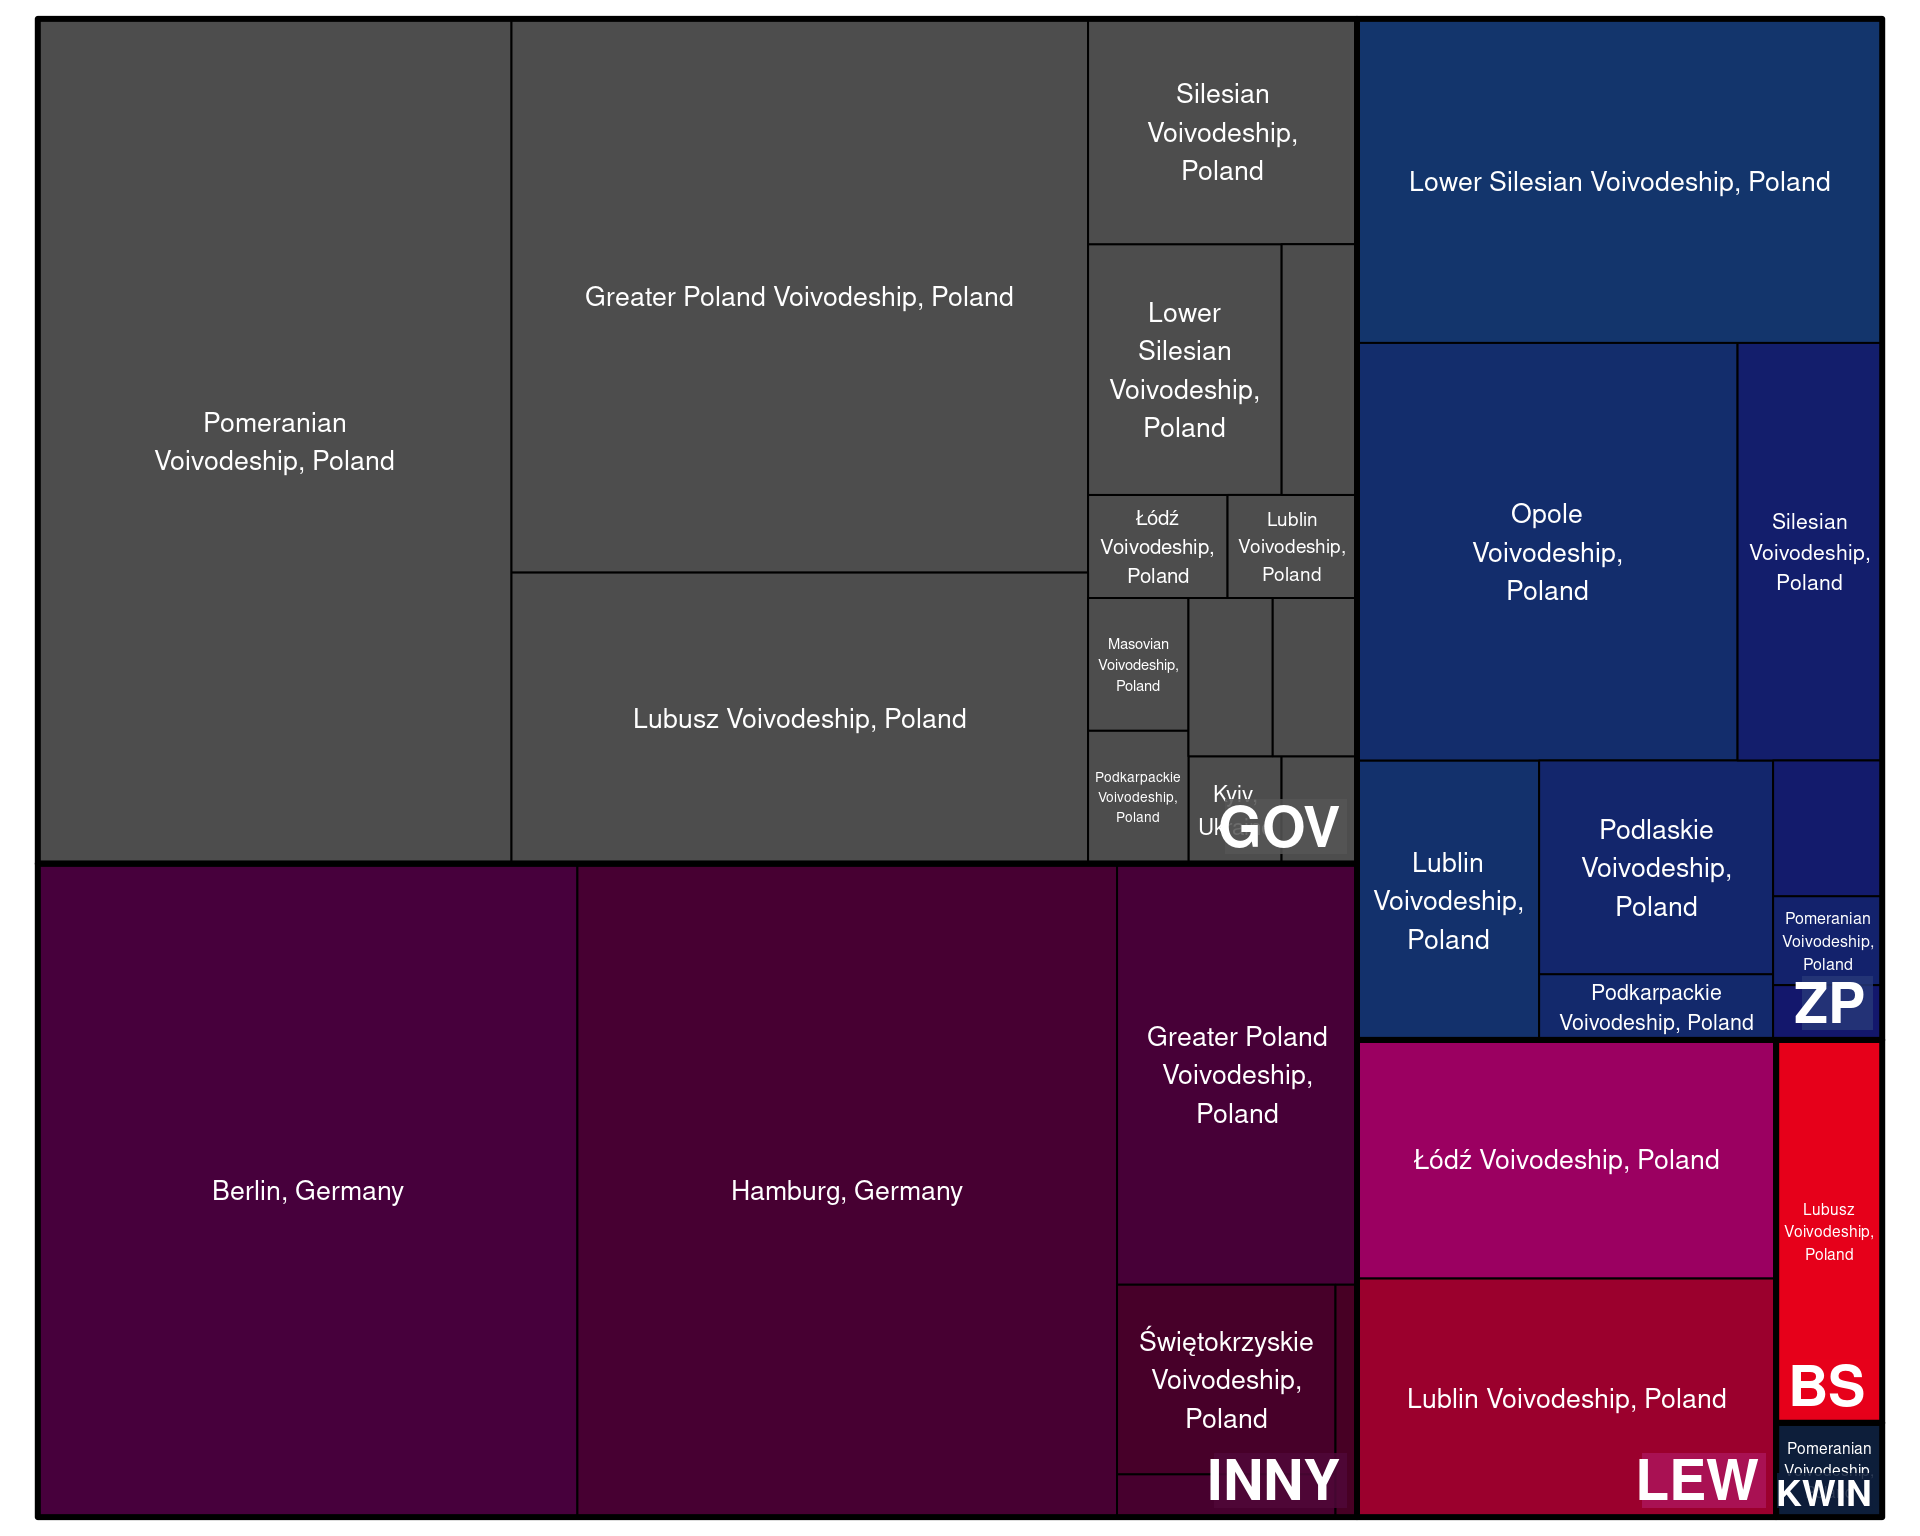 Pomeranian
Voivodeship, Poland
Greater Poland Voivodeship, Poland
Lubusz Voivodeship, Poland
Silesian
Voivodeship,
Poland
Lower
Silesian
Voivodeship,
Poland
Łódź
Voivodeship,
Poland
Lublin
Voivodeship,
Poland
Masovian
Voivodeship,
Poland
Podkarpackie
Voivodeship,
Poland
Kyiv,
GOV
Berlin, Germany
Hamburg, Germany
Greater Poland
Voivodeship,
Poland
Świętokrzyskie
Voivodeship,
Poland
INNY
Lower Silesian Voivodeship, Poland
Opole
Voivodeship,
Poland
Silesian
Voivodeship,
Poland
Lublin
Voivodeship,
Poland
Podlaskie
Voivodeship,
Poland
Podkarpackie
Voivodeship, Poland
Pomeranian
Voivodeship,
Poland
ZP
Łódź Voivodeship, Poland
Lublin Voivodeship, Poland
LEW
Lubusz
Voivodeship,
Poland
BS
Pomeranian
Voivodeship,
KWIN